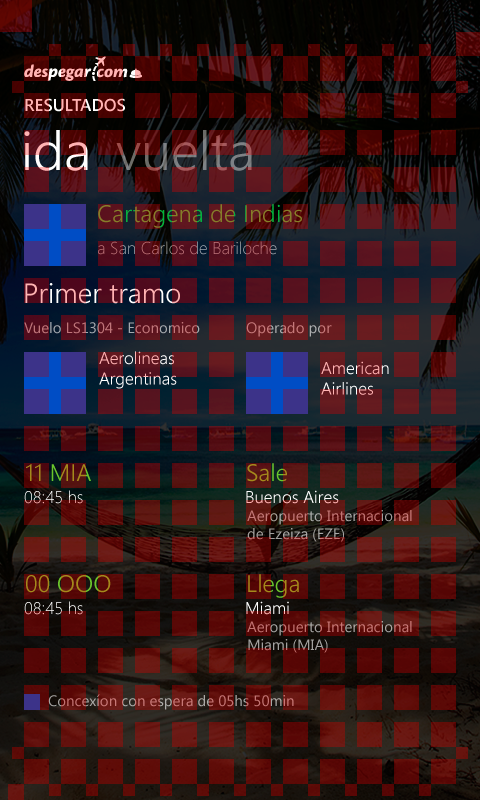 despegar.com
RESULTADOS
ida vuelta
Cartagena de Indias
a San Carlos de Bariloche
Primer tramo
Vuelo LS1304 - Economico
Operado por
Aerolíneas
Argentinas
American
Airlines
11 MIA
08:45 hs
Sale
Buenos Aires
Aeropuerto Internacional
de Ezeiza (EZE)
00 OOO
08:45 hs
Llega
Miami
Aeropuerto Internacional
Miami (MIA)
Concexíon con espera de 05hs 50min